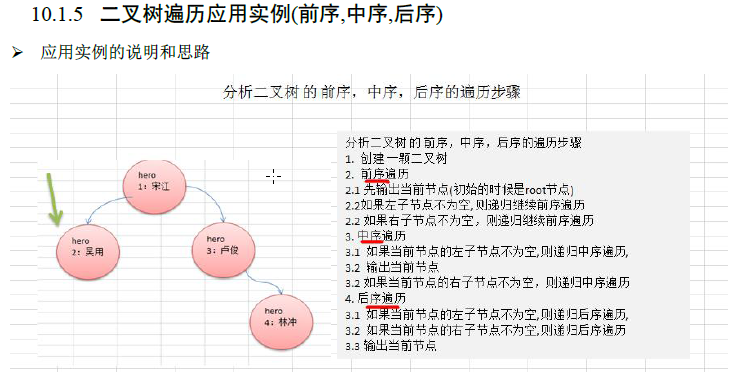 10.1.5 二叉树遍历应用实例(前序,中序,后序)
➢ 应用实例的说明和思路
分析二叉树的前序，中序，后序的遍历步骤
hero
1：宋江
hero
2：吴用
hero
3：卢俊
hero
4：林冲
分析二叉树的前序，中序，后序的遍历步骤
1. 创建一颗二叉树
2. 前序遍历
2.1 先输出当前节点(初始的时候是root节点)
2.2如果左子节点不为空,则递归继续前序遍历
2.2 如果右子节点不为空，则递归继续前序遍历
3. 中序遍历
3.1 如果当前节点的左子节点不为空,则递归中序遍历,
3.2 输出当前节点
3.2 如果当前节点的右子节点不为空，则递归中序遍历
4. 后序遍历
3.1 如果当前节点的左子节点不为空,则递归后序遍历,
3.2 如果当前节点的右子节点不为空,则递归后序遍历
3.3 输出当前节点